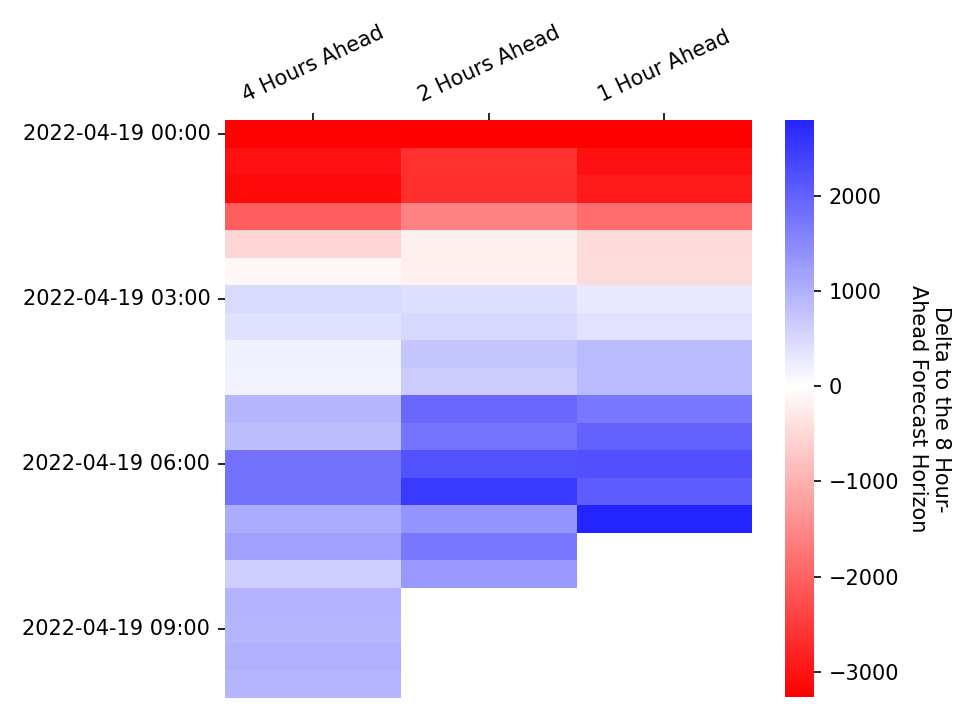 4 Hours Ahead
2 Hours Ahead
1 Hour Ahead
2022-04-19 00:00
2022-04-19 03:00
2022-04-19 06:00
2022-04-19 09:00
2000
1000
0
−1000
−2000
−3000
Delta to the 8 Hour-
Ahead Forecast Horizon